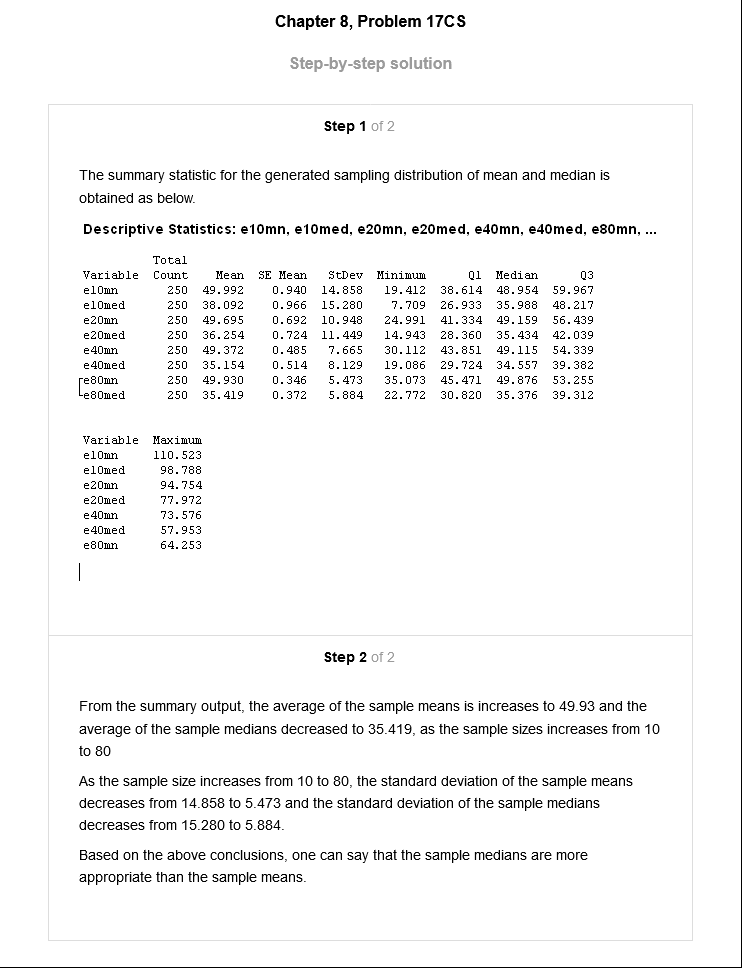 Chapter 8, Problem 17CS
Step-by-step solution
Step 1 of 2
The summary statistic for the generated sampling distribution of mean and median is
obtained as below.
Descriptive Statistics: e10mn, e10med, e20mn, e20med, e40mn, e40med, e80mn, ...
Total
Variable Count Mean SE Mean StDev Minimum Q1 Median Q3
e10mn 250 49.992 0.940 14.858 19.412 38.614 48.954 59.967
e10med 250 38.092 0.966 15.280 7.709 26.933 35.988 48.217
e20mn 250 49.695 0.692 10.948 24.991 41.334 49.159 56.439
e20med 250 36.254 0.724 11.449 14.943 28.360 35.434 42.039
e40mn 250 49.372 0.485 7.665 30.112 43.851 49.115 54.339
e40med 250 35.154 0.514 8.129 19.086 29.724 34.557 39.382
e80mn 250 49.930 0.346 5.473 35.073 45.471 49.876 53.255
e80med 250 35.419 0.372 5.884 22.772 30.820 35.376 39.312
Variable Maximum
e10mn 110.523
e10med 98.788
e20mn 94.754
e20med 77.972
e40mn 73.576
e40med 57.953
e80mn 64.253
Step 2 of 2
From the summary output, the average of the sample means is increases to 49.93 and the
average of the sample medians decreased to 35.419, as the sample sizes increases from 10
to 80
As the sample size increases from 10 to 80, the standard deviation of the sample means
decreases from 14.858 to 5.473 and the standard deviation of the sample medians
decreases from 15.280 to 5.884.
Based on the above conclusions, one can say that the sample medians are more
appropriate than the sample means.